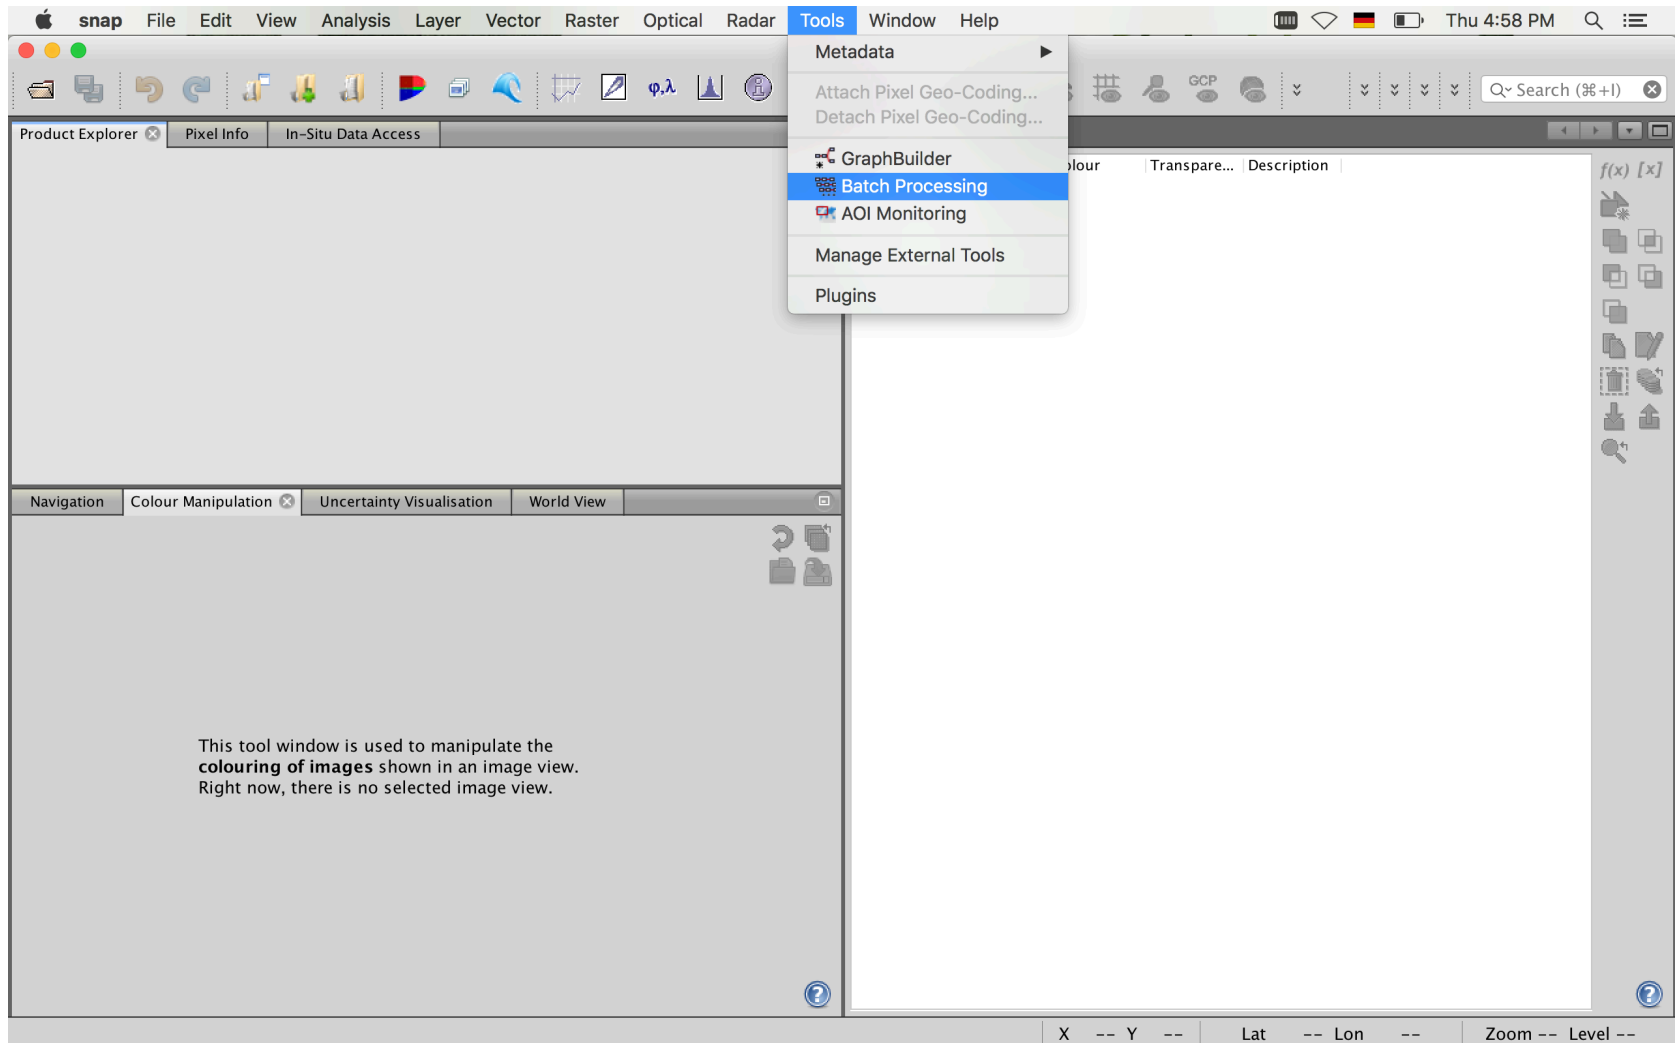 snap File Edit View Analysis Layer Vector Raster Optical Radar Tools Window Help Thu 4:58 PM
Metadata
Attach Pixel Geo-Coding...
Detach Pixel Geo-Coding...
GraphBuilder
Batch Processing
AOI Monitoring
Manage External Tools
Plugins
φ,λ
GCP
Search (⌘+I)
Product Explorer Pixel Info In-Situ Data Access
olour Transpare... Description
f(x) [x]
Navigation Colour Manipulation Uncertainty Visualisation World View
This tool window is used to manipulate the
colouring of images shown in an image view.
Right now, there is no selected image view.
X -- Y -- Lat -- Lon -- Zoom -- Level --